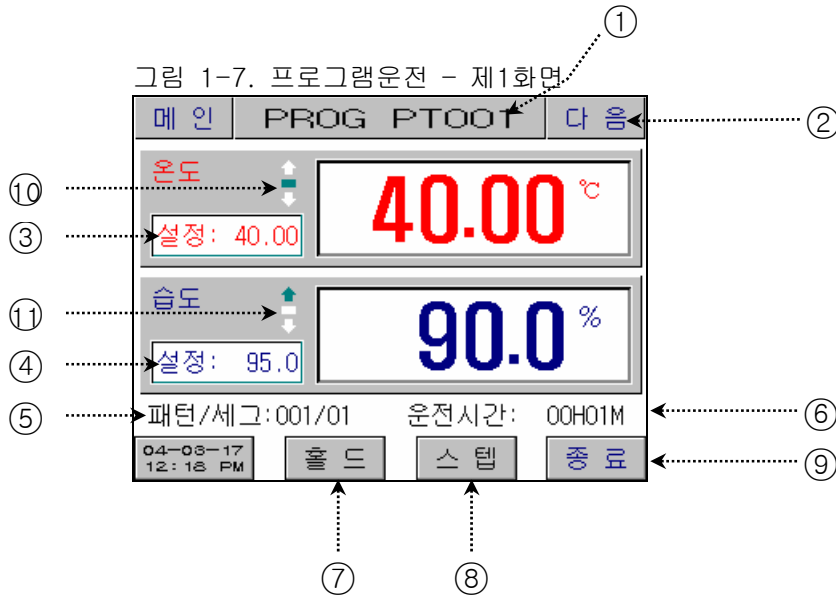 ①
그림 1-7. 프로그램운전 - 제1화면
메 인 PROG PT001 다 음
②
온도
⑩
40.00 ℃
③
설정: 40.00
습도
⑪
90.0 %
④
설정: 95.0
⑤
패턴/세그:001/01 운전시간: 00H01M
⑥
04-03-17
12:18 PM
홀 드 스 텝 종 료
⑨
⑦ ⑧